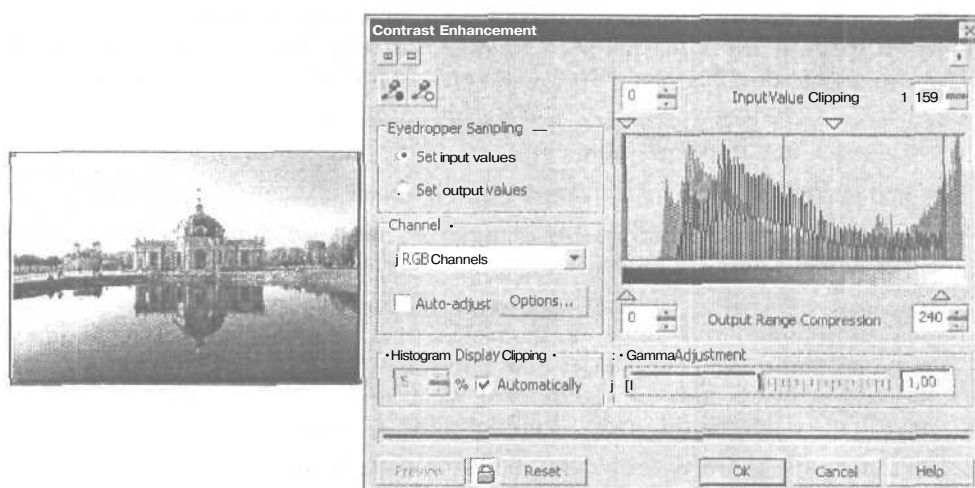 Contrast Enhancement
0 Input Value Clipping 1 159
Eyedropper Sampling
Set input values
Set output values
Channel
RGB Channels
Auto-adjust Options...
0 Output Range Compression 240
Histogram Display Clipping
5 % Automatically
Gamma Adjustment
1,00
Preview Reset OK Cancel Help